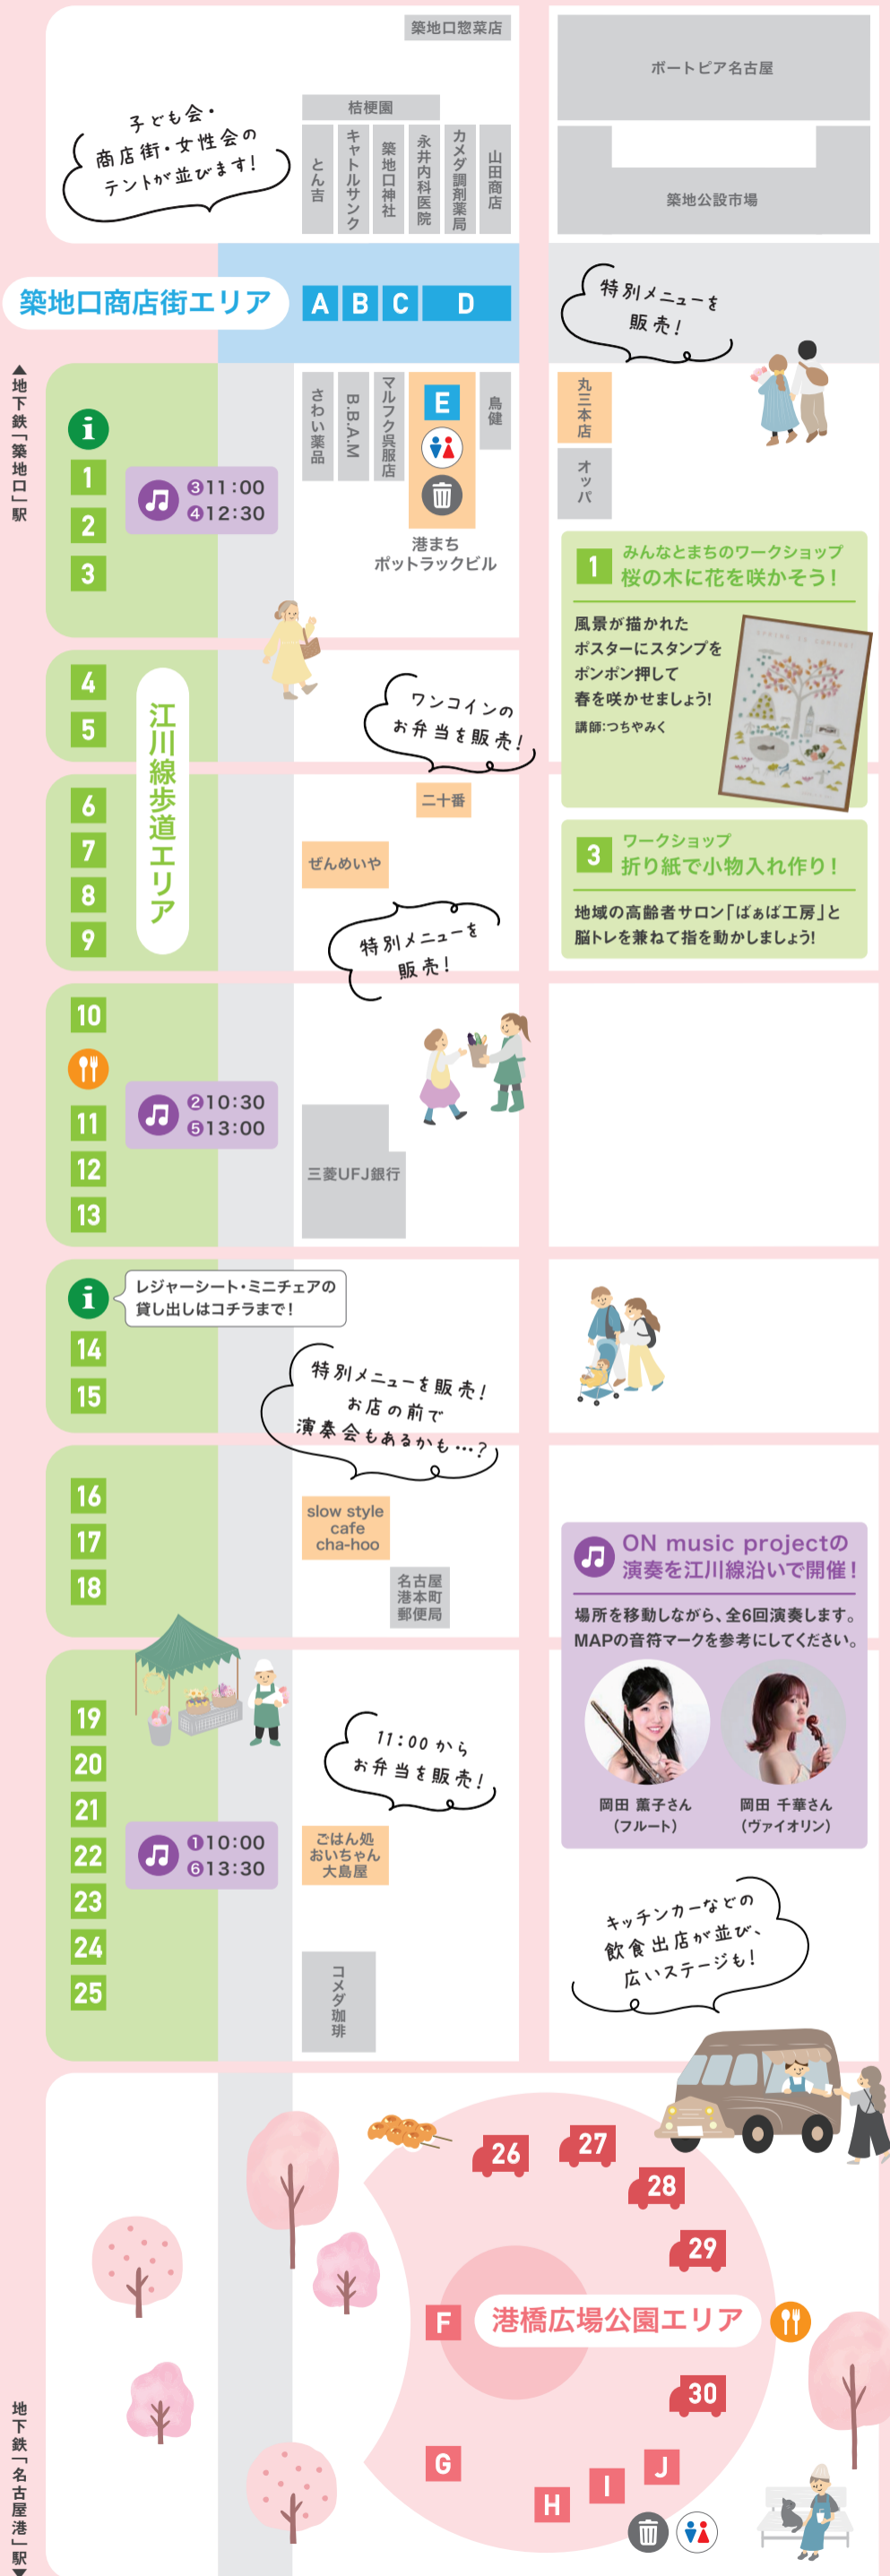 築地口惣菜店
ボートピア名古屋
桔梗園
子ども会・
商店街・女性会の
テントが並びます!
とん吉
キャトルサンク
築地口神社
永井内科医院
カメダ調剤薬局
山田商店
築地公設市場
築地口商店街エリア
A
B
C
D
特別メニューを
販売!
▲地下鉄「築地口」駅
i
1
2
3
③11:00
④12:30
さわい薬品
B.B.A.M
マルフク呉服店
E
鳥健
港まち
ポットラックビル
丸三本店
オッパ
1
みんなとまちのワークショップ
桜の木に花を咲かそう!
風景が描かれた
ポスターにスタンプを
ポンポン押して
春を咲かせましょう!
講師:つちやみく
4
5
江川線歩道エリア
ワンコインの
お弁当を販売!
6
7
8
9
二十番
ぜんめいや
特別メニューを
販売!
3
ワークショップ
折り紙で小物入れ作り!
地域の高齢者サロン「ばぁば工房」と
脳トレを兼ねて指を動かしましょう!
10
11
12
13
②10:30
⑤13:00
三菱UFJ銀行
i
レジャーシート・ミニチェアの
貸し出しはコチラまで!
14
15
特別メニューを販売!
お店の前で
演奏会もあるかも…?
16
17
18
slow style
cafe
cha-hoo
名古屋
港本町
郵便局
ON music projectの
演奏を江川線沿いで開催!
場所を移動しながら、全6回演奏します。
MAPの音符マークを参考にしてください。
岡田 薫子さん
(フルート)
岡田 千華さん
(ヴァイオリン)
19
20
21
22
23
24
25
11:00から
お弁当を販売!
①10:00
⑥13:30
ごはん処
おいちゃん
大島屋
コメダ珈琲
キッチンカーなどの
飲食出店が並び、
広いステージも!
26
27
28
29
F
港橋広場公園エリア
30
G
H
I
J
地下鉄「名古屋港」駅▼